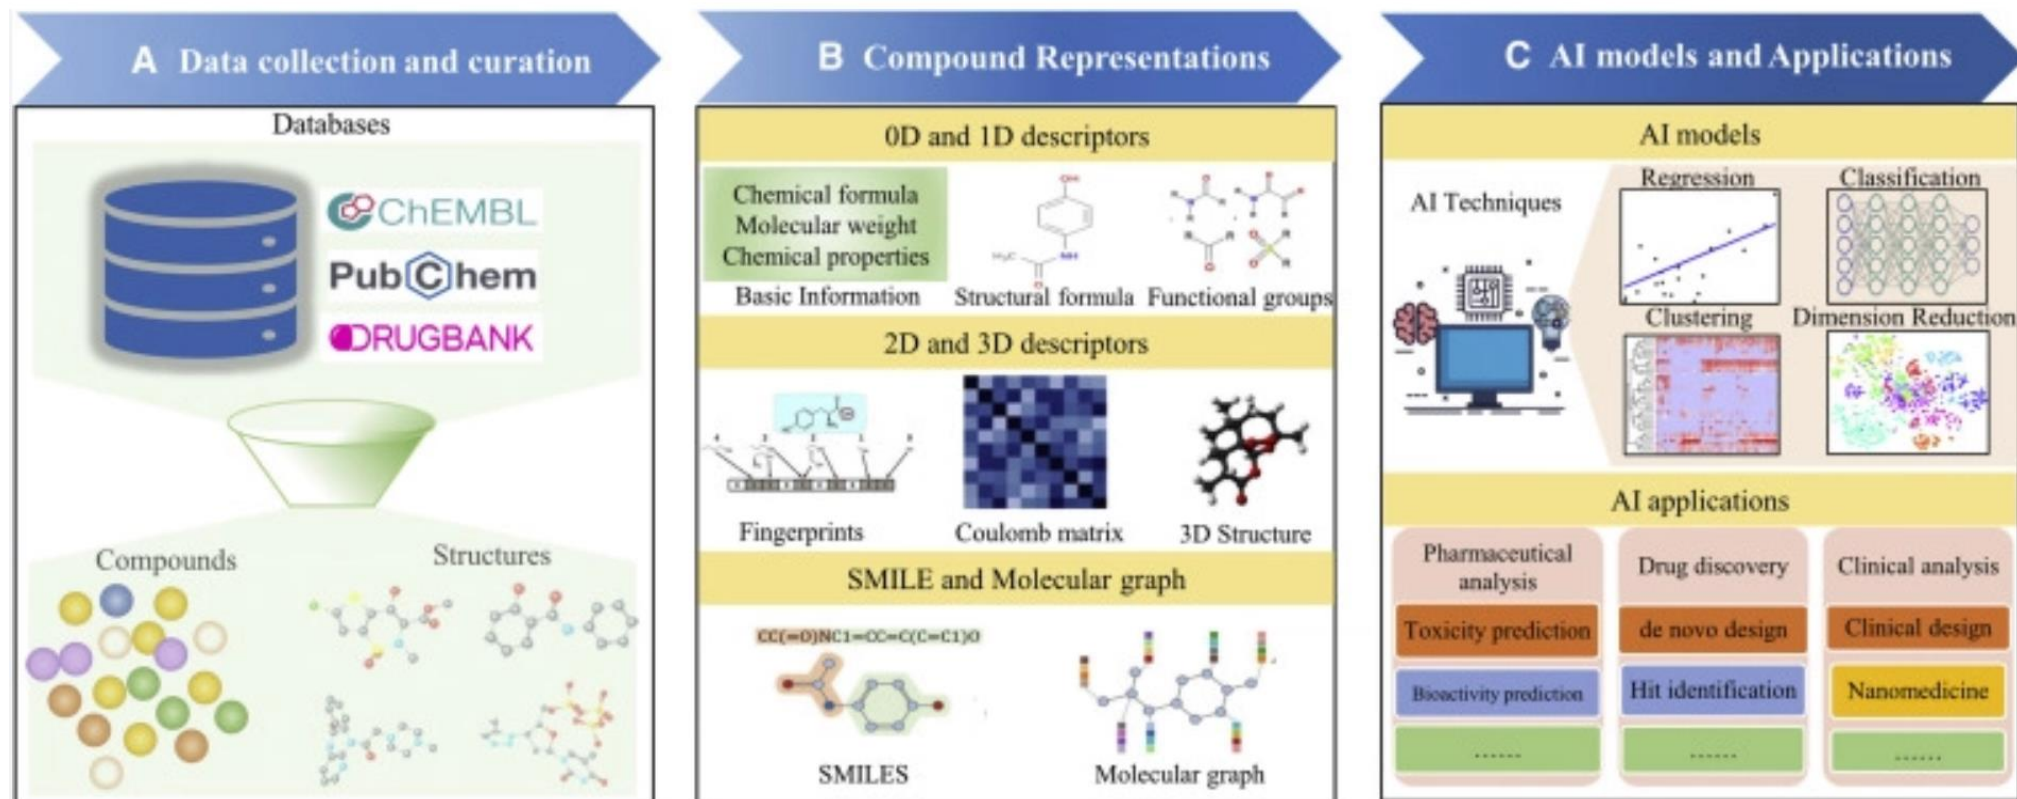 A Data collection and curation
Databases
ChEMBL
PubChem
DRUGBANK
Compounds
Structures
B Compound Representations
0D and 1D descriptors
Chemical formula
Molecular weight
Chemical properties
OH
H₃C
NH
O
Basic Information
Structural formula
Functional groups
2D and 3D descriptors
Fingerprints
Coulomb matrix
3D Structure
SMILE and Molecular graph
CC(=O)NC1=CC=C(C=C1)O
SMILES
Molecular graph
C AI models and Applications
AI models
AI Techniques
Regression
Classification
Clustering
Dimension Reduction
AI applications
Pharmaceutical
analysis
Toxicity prediction
Bioactivity prediction
......
Drug discovery
de novo design
Hit identification
......
Clinical analysis
Clinical design
Nanomedicine
......